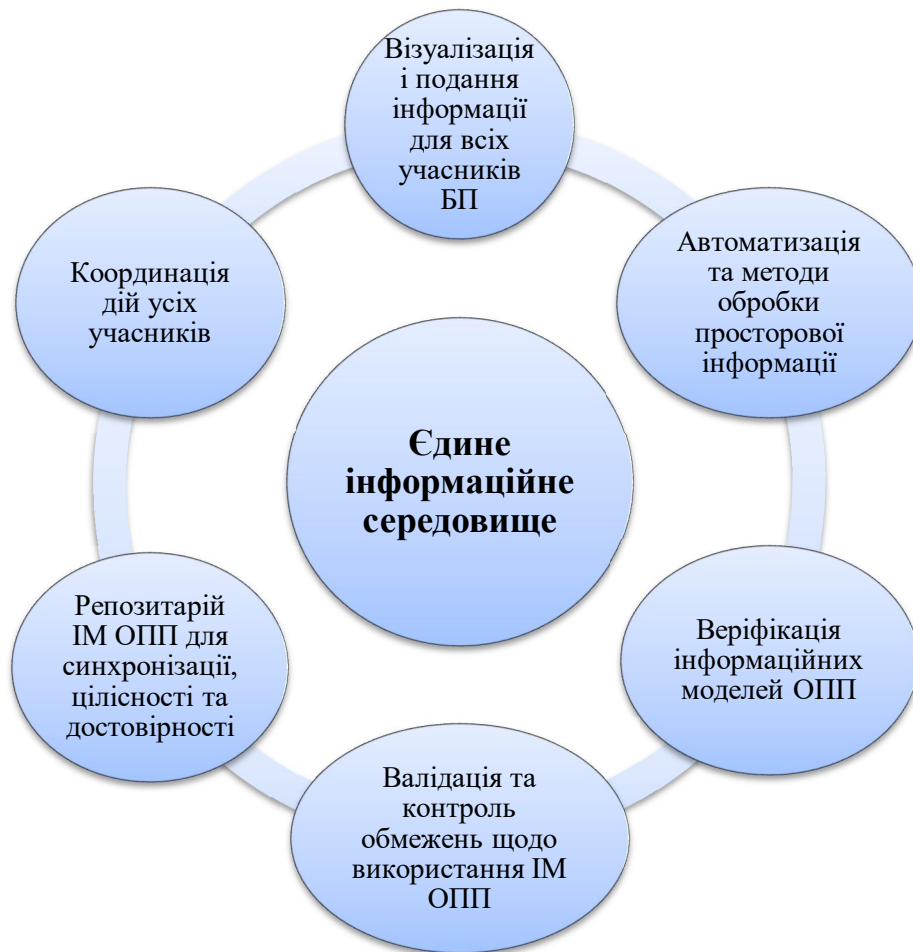 Візуалізація
і подання
інформації
для всіх
учасників
БП
Автоматизація
та методи
обробки
просторової
інформації
Веріфікація
інформаційних
моделей ОПП
Валідація та
контроль
обмежень щодо
використання ІМ
ОПП
Репозитарій
ІМ ОПП для
синхронізації,
цілісності та
достовірності
Координація
дій усіх
учасників
Єдине
інформаційне
середовище